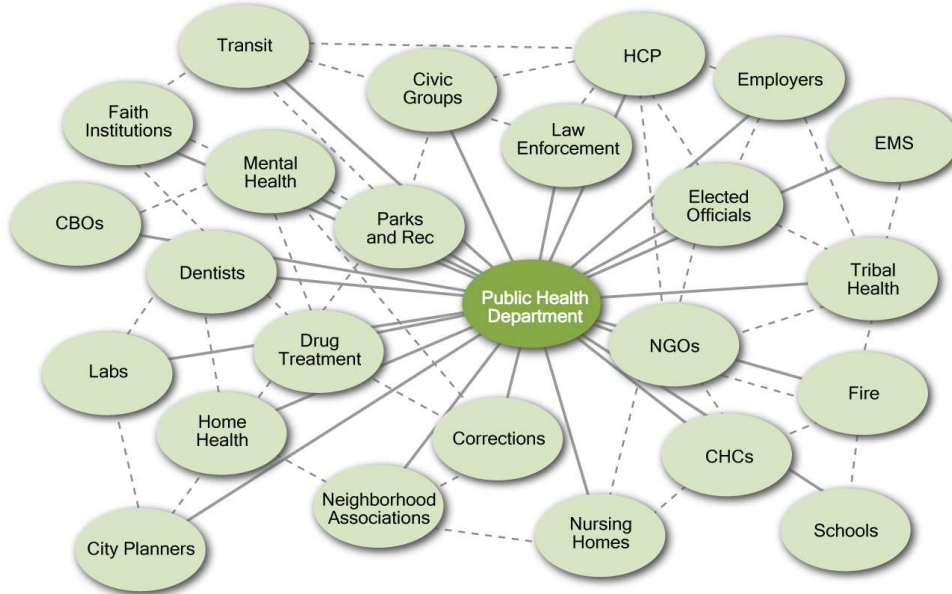 Transit
HCP
Civic
Groups
Employers
Faith
Institutions
Law
Enforcement
EMS
Mental
Health
Elected
Officials
CBOs
Parks
and Rec
Dentists
Tribal
Health
Public Health
Department
Drug
Treatment
NGOs
Labs
Fire
Home
Health
Corrections
CHCs
Neighborhood
Associations
Nursing
Homes
Schools
City Planners